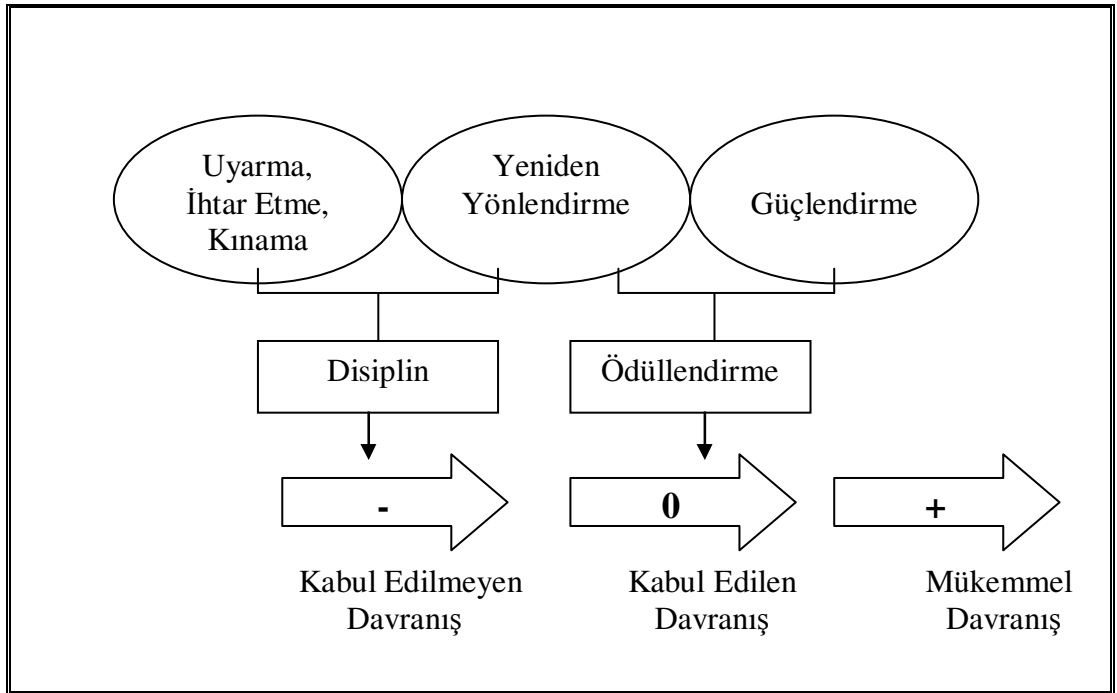 Uyarma,
İhtar Etme,
Kınama
Yeniden
Yönlendirme
Güçlendirme
Disiplin
Ödüllendirme
-
0
+
Kabul Edilmeyen
Davranış
Kabul Edilen
Davranış
Mükemmel
Davranış